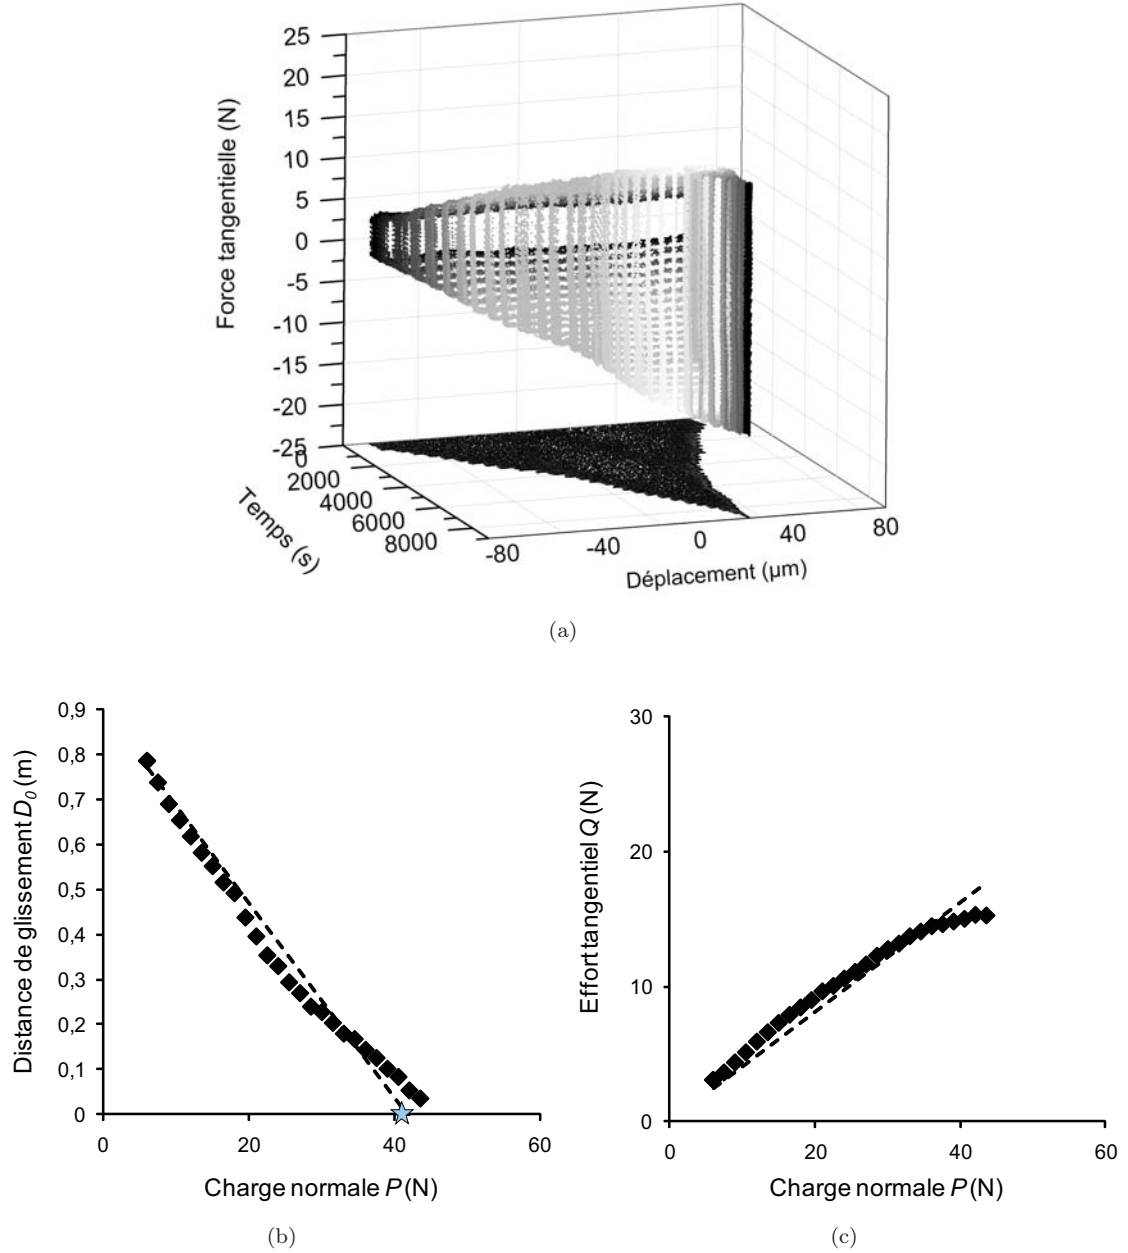 25
20
15
10
5
0
-5
-10
-15
-20
-25
Force tangentielle (N)
0
2000
4000
6000
8000
Temps (s)
-80
-40
0
40
80
Déplacement (µm)
(a)
0,9
0,8
0,7
0,6
0,5
0,4
0,3
0,2
0,1
0
Distance de glissement D0 (m)
0 20 40 60
Charge normale P (N)
(b)
30
20
10
0
Effort tangentiel Q (N)
0 20 40 60
Charge normale P (N)
(c)